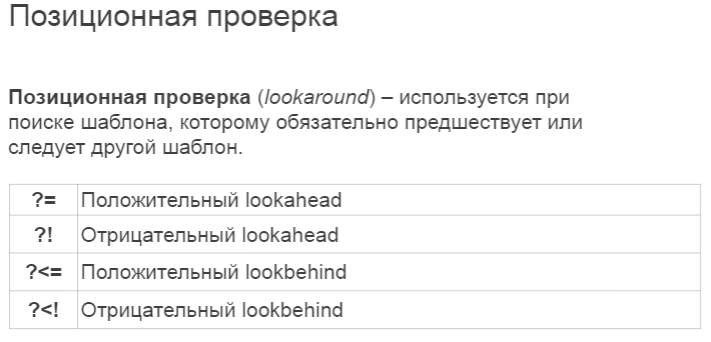 Позиционная проверка
Позиционная проверка (lookaround) – используется при
поиске шаблона, которому обязательно предшествует или
следует другой шаблон.
?= Положительный lookahead
?! Отрицательный lookahead
?<= Положительный lookbehind
?<! Отрицательный lookbehind